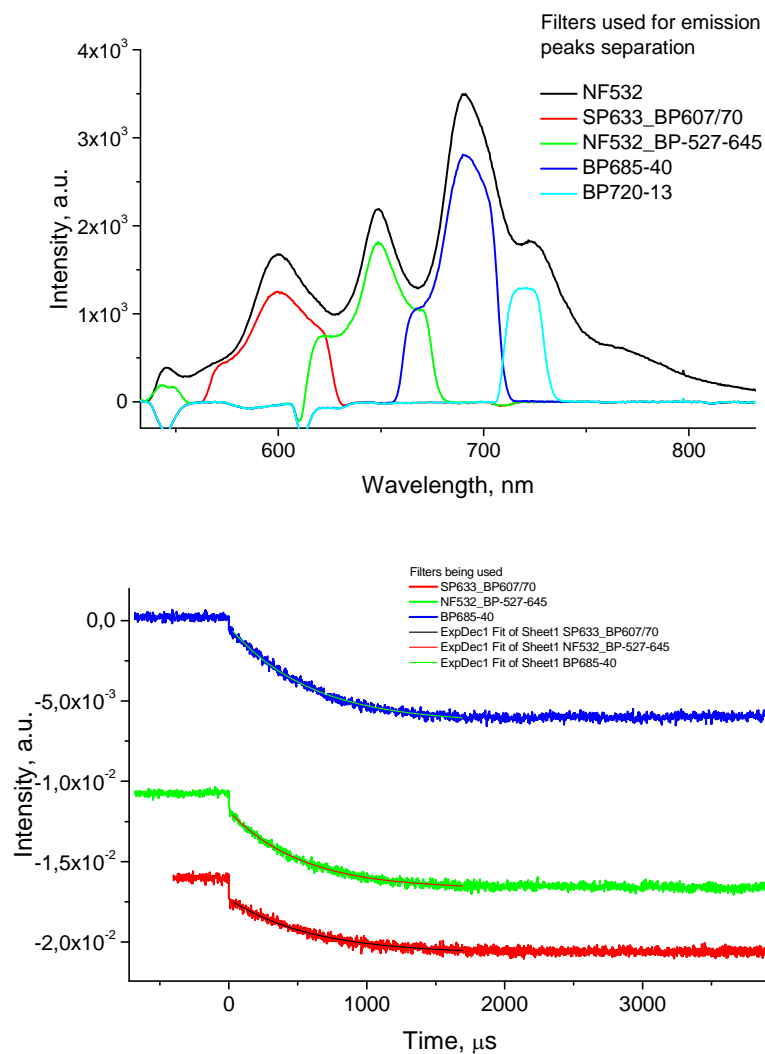 Filters used for emission
peaks separation
NF532
SP633_BP607/70
NF532_BP-527-645
BP685-40
BP720-13
4x10³
3x10³
2x10³
1x10³
0
Intensity, a.u.
600
700
800
Wavelength, nm
Filters being used
SP633_BP607/70
NF532_BP-527-645
BP685-40
ExpDec1 Fit of Sheet1 SP633_BP607/70
ExpDec1 Fit of Sheet1 NF532_BP-527-645
ExpDec1 Fit of Sheet1 BP685-40
0,0
-5,0x10⁻³
-1,0x10⁻²
-1,5x10⁻²
-2,0x10⁻²
Intensity, a.u.
0
1000
2000
3000
Time, μs